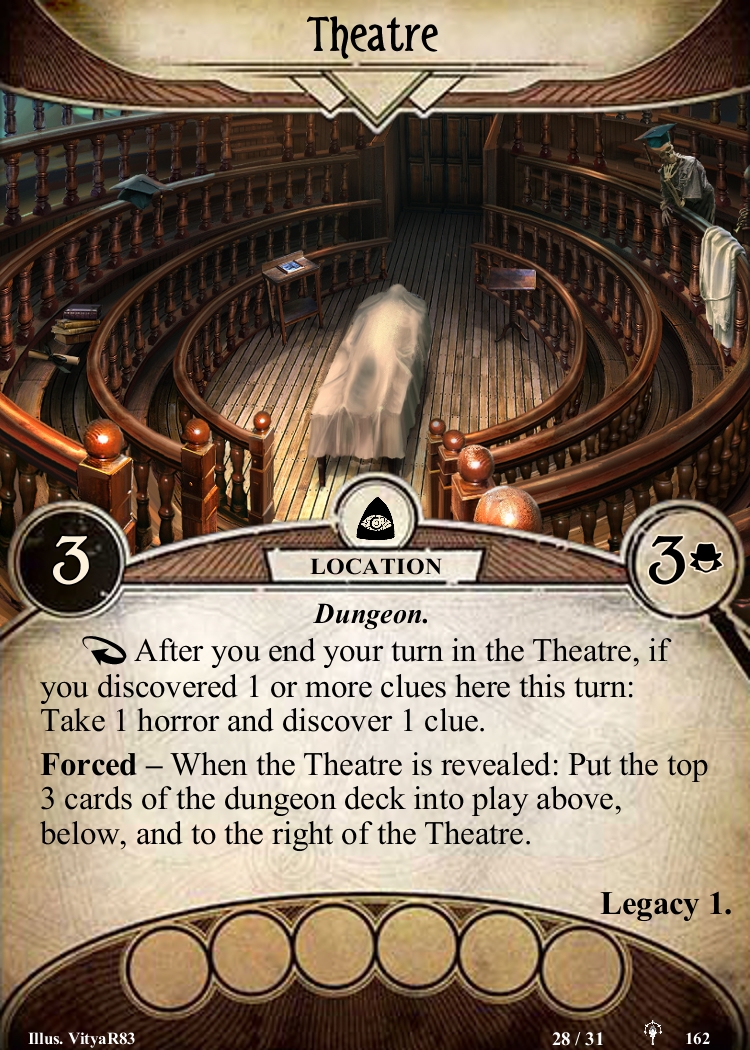 Theatre
3
LOCATION
3
Dungeon.
After you end your turn in the Theatre, if
you discovered 1 or more clues here this turn:
Take 1 horror and discover 1 clue.
Forced – When the Theatre is revealed: Put the top
3 cards of the dungeon deck into play above,
below, and to the right of the Theatre.
Legacy 1.
Illus. VityaR83
28 / 31
162